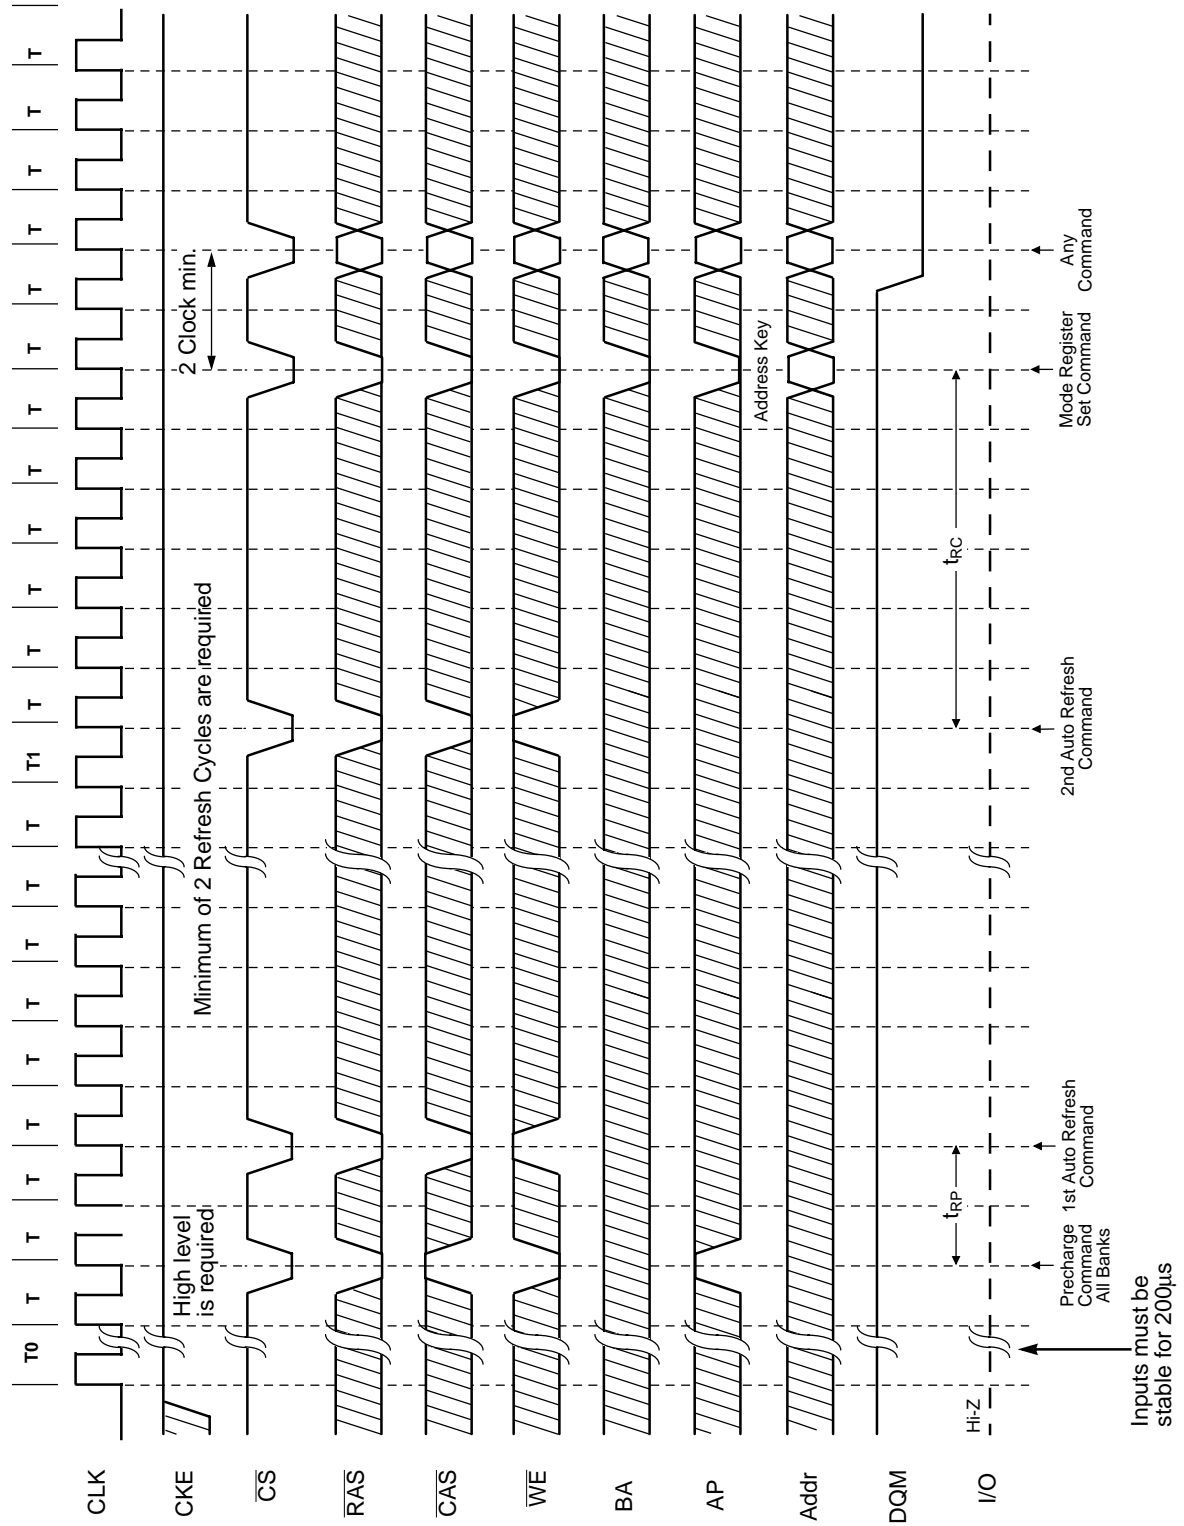 T0 T T T T T T T T T T1 T T T T T T T T T T T T
CLK
CKE
High level
is required
Minimum of 2 Refresh Cycles are required
2 Clock min.
CS
RAS
CAS
WE
BA
AP
Address Key
Addr
DQM
tRP
tRC
Hi-Z
I/O
Precharge
Command
All Banks
1st Auto Refresh
Command
2nd Auto Refresh
Command
Mode Register
Set Command
Any
Command
Inputs must be
stable for 200µs